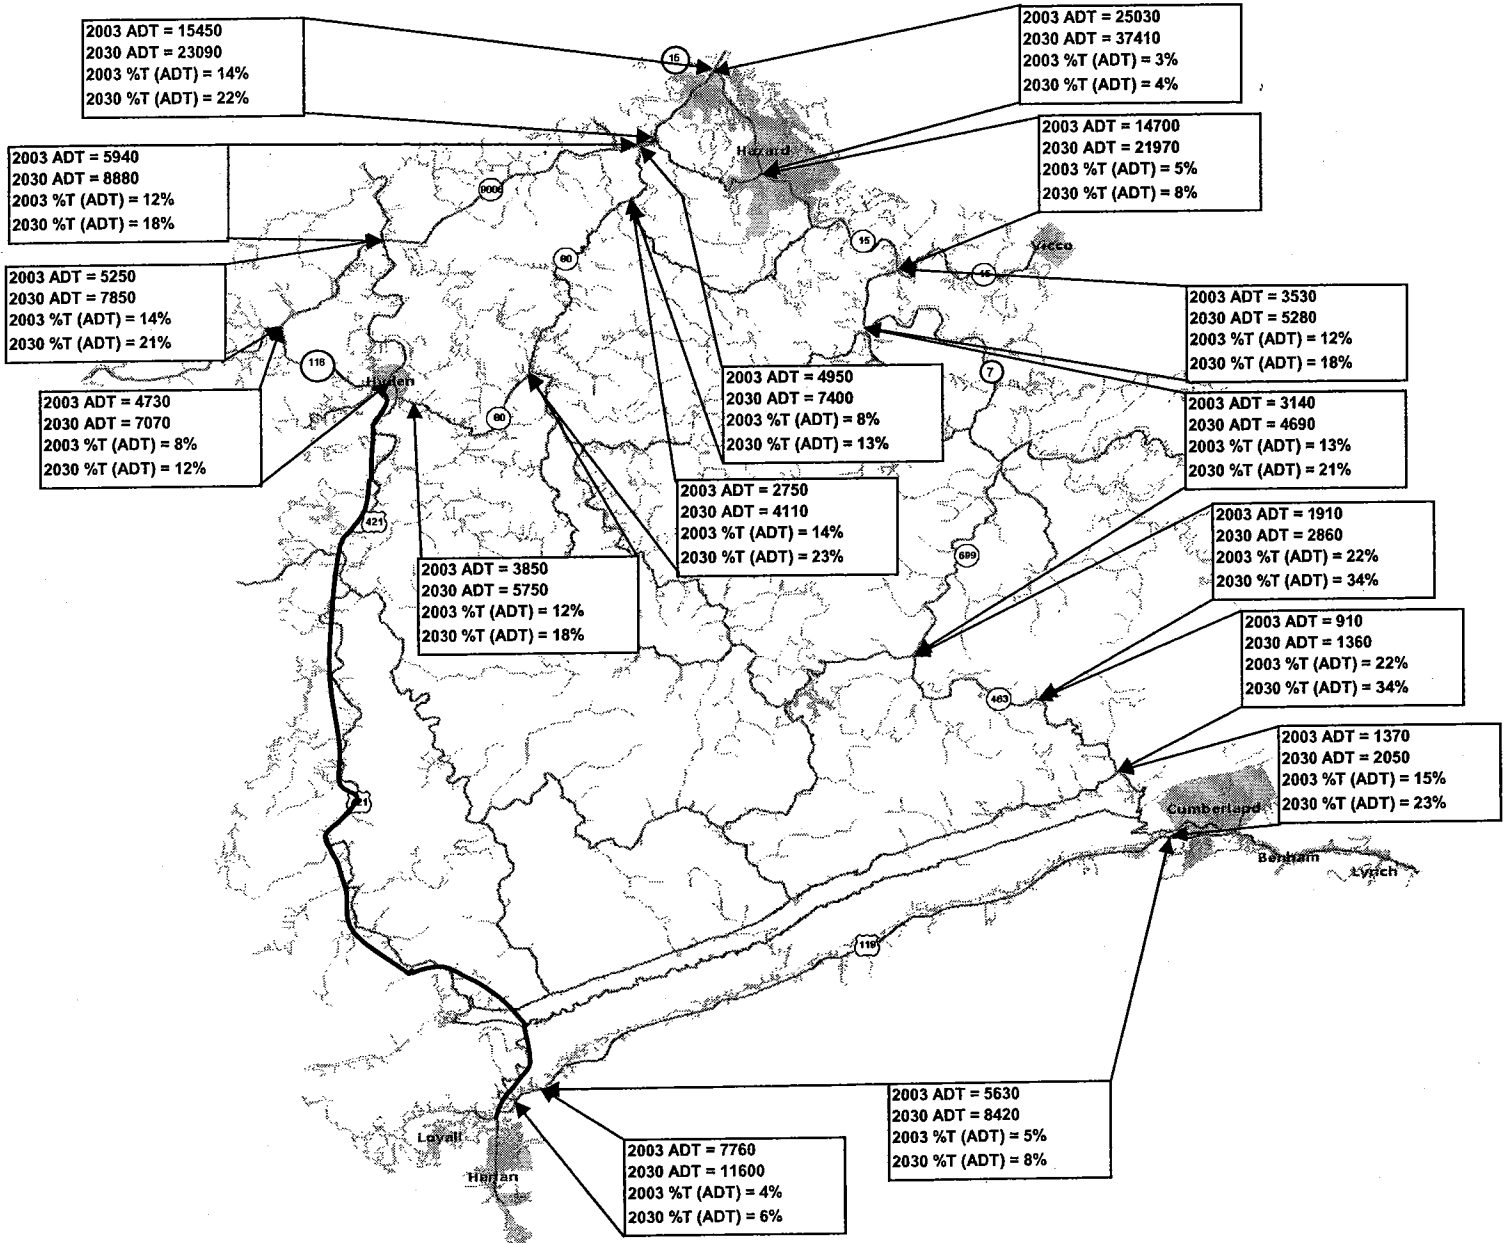 2003 ADT = 15450
2030 ADT = 23090
2003 %T (ADT) = 14%
2030 %T (ADT) = 22%
2003 ADT = 25030
2030 ADT = 37410
2003 %T (ADT) = 3%
2030 %T (ADT) = 4%
15
2003 ADT = 14700
2030 ADT = 21970
2003 %T (ADT) = 5%
2030 %T (ADT) = 8%
Hazard
2003 ADT = 5940
2030 ADT = 8880
2003 %T (ADT) = 12%
2030 %T (ADT) = 18%
9006
15
Vicco
80
15
2003 ADT = 5250
2030 ADT = 7850
2003 %T (ADT) = 14%
2030 %T (ADT) = 21%
2003 ADT = 3530
2030 ADT = 5280
2003 %T (ADT) = 12%
2030 %T (ADT) = 18%
118
Hyden
7
2003 ADT = 4950
2030 ADT = 7400
2003 %T (ADT) = 8%
2030 %T (ADT) = 13%
2003 ADT = 4730
2030 ADT = 7070
2003 %T (ADT) = 8%
2030 %T (ADT) = 12%
80
2003 ADT = 3140
2030 ADT = 4690
2003 %T (ADT) = 13%
2030 %T (ADT) = 21%
2003 ADT = 2750
2030 ADT = 4110
2003 %T (ADT) = 14%
2030 %T (ADT) = 23%
421
2003 ADT = 1910
2030 ADT = 2860
2003 %T (ADT) = 22%
2030 %T (ADT) = 34%
699
2003 ADT = 3850
2030 ADT = 5750
2003 %T (ADT) = 12%
2030 %T (ADT) = 18%
2003 ADT = 910
2030 ADT = 1360
2003 %T (ADT) = 22%
2030 %T (ADT) = 34%
463
2003 ADT = 1370
2030 ADT = 2050
2003 %T (ADT) = 15%
2030 %T (ADT) = 23%
21
Cumberland
Benham
Lynch
119
2003 ADT = 5630
2030 ADT = 8420
2003 %T (ADT) = 5%
2030 %T (ADT) = 8%
Loyall
2003 ADT = 7760
2030 ADT = 11600
2003 %T (ADT) = 4%
2030 %T (ADT) = 6%
Harlan